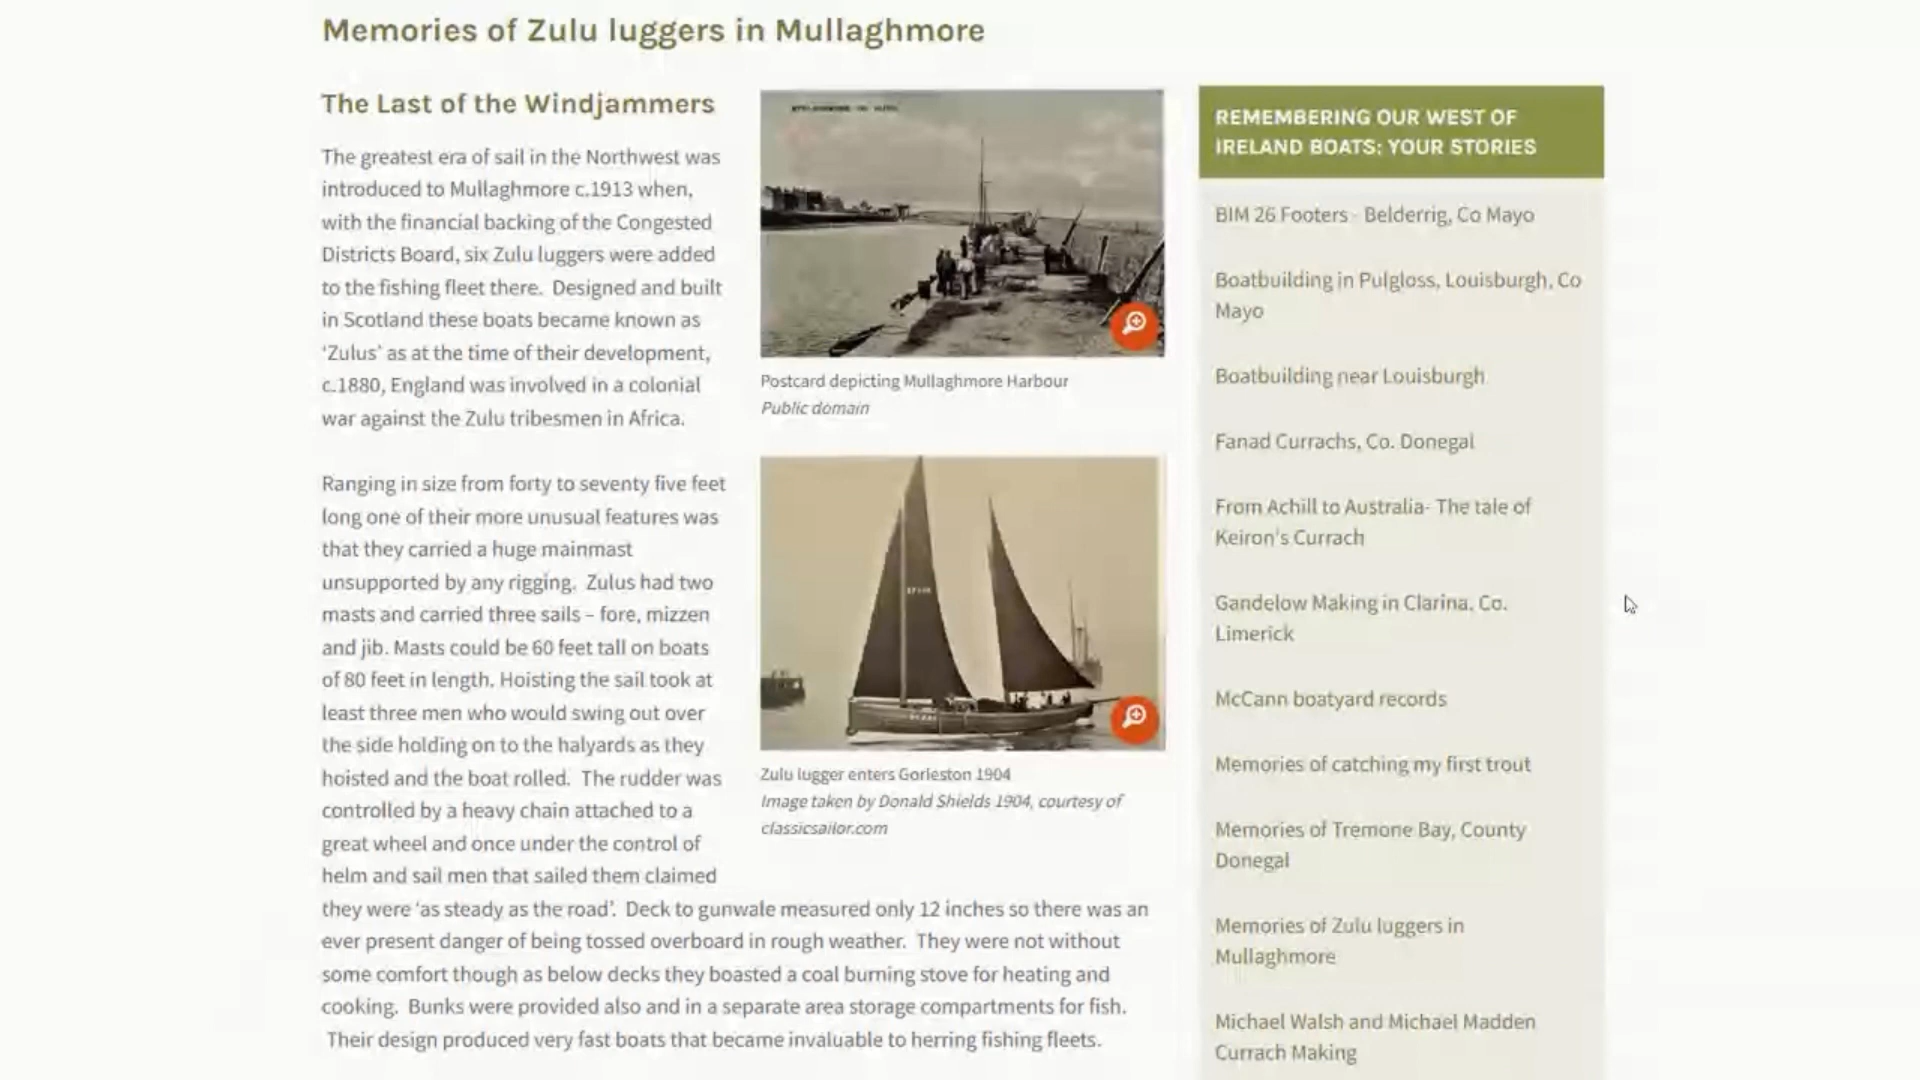 Memories of Zulu luggers in Mullaghmore
The Last of the Windjammers
The greatest era of sail in the Northwest was
introduced to Mullaghmore c.1913 when,
with the financial backing of the Congested
Districts Board, six Zulu luggers were added
to the fishing fleet there. Designed and built
in Scotland these boats became known as
‘Zulus’ as at the time of their development,
c.1880, England was involved in a colonial
war against the Zulu tribesmen in Africa.
Ranging in size from forty to seventy five feet
long one of their more unusual features was
that they carried a huge mainmast
unsupported by any rigging. Zulus had two
masts and carried three sails – fore, mizzen
and jib. Masts could be 60 feet tall on boats
of 80 feet in length. Hoisting the sail took at
least three men who would swing out over
the side holding on to the halyards as they
hoisted and the boat rolled. The rudder was
controlled by a heavy chain attached to a
great wheel and once under the control of
helm and sail men that sailed them claimed
they were ‘as steady as the road’. Deck to gunwale measured only 12 inches so there was an
ever present danger of being tossed overboard in rough weather. They were not without
some comfort though as below decks they boasted a coal burning stove for heating and
cooking. Bunks were provided also and in a separate area storage compartments for fish.
Their design produced very fast boats that became invaluable to herring fishing fleets.
Postcard depicting Mullaghmore Harbour
Public domain
Zulu lugger enters Gorleston 1904
Image taken by Donald Shields 1904, courtesy of
classicsailor.com
REMEMBERING OUR WEST OF
IRELAND BOATS: YOUR STORIES
BIM 26 Footers - Belderrig, Co Mayo
Boatbuilding in Pulgloss, Louisburgh, Co
Mayo
Boatbuilding near Louisburgh
Fanad Currachs, Co. Donegal
From Achill to Australia- The tale of
Keiron's Currach
Gandelow Making in Clarina, Co.
Limerick
McCann boatyard records
Memories of catching my first trout
Memories of Tremone Bay, County
Donegal
Memories of Zulu luggers in
Mullaghmore
Michael Walsh and Michael Madden
Currach Making